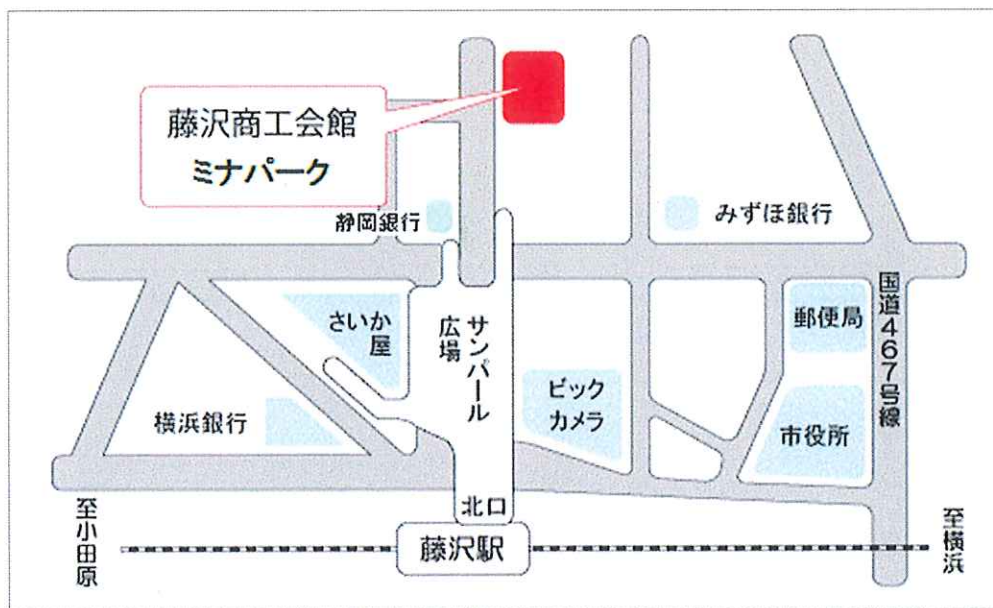 藤沢商工会館
ミナパーク
静岡銀行
みずほ銀行
さいか
屋
サンパール
広場
国道467号線
郵便局
ビック
カメラ
横浜銀行
市役所
北口
至小田原
藤沢駅
至横浜